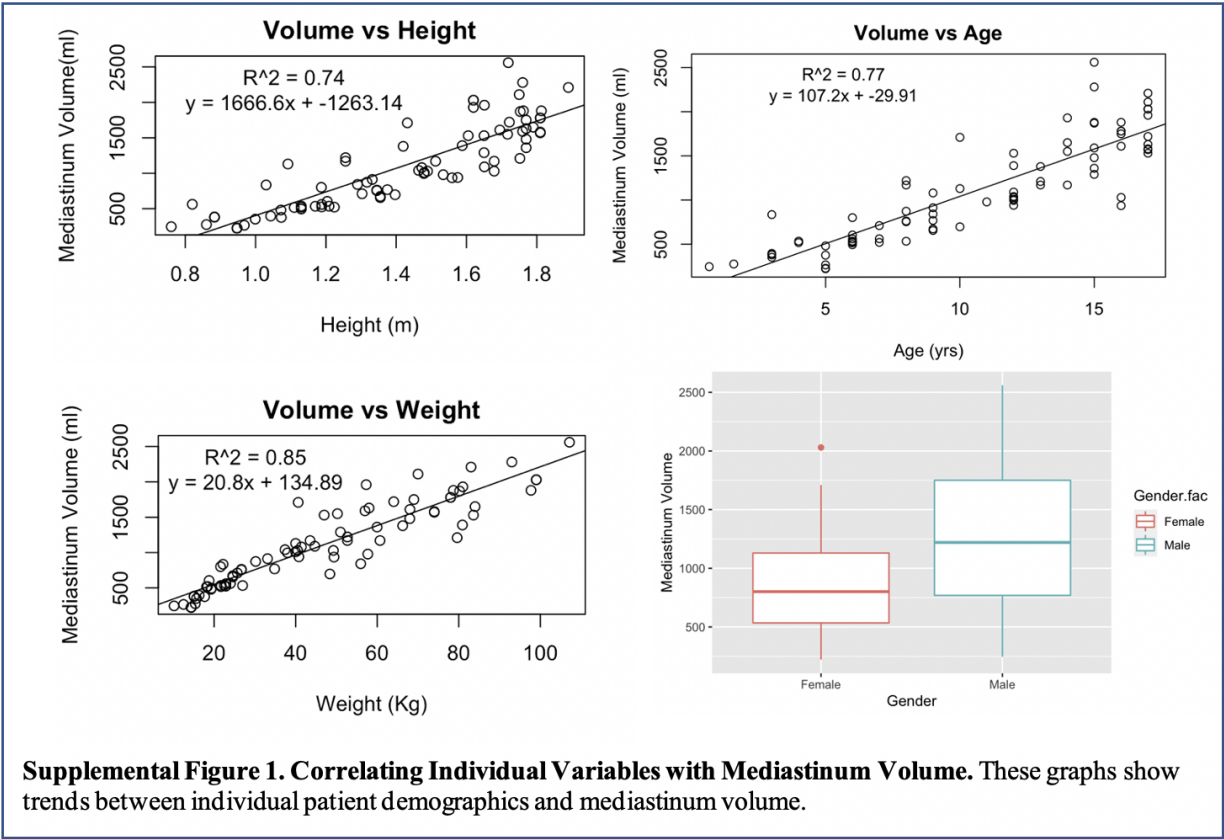 Volume vs Height
Mediastinum Volume(ml)
2500
1500
500
R^2 = 0.74
y = 1666.6x + -1263.14
0.8 1.0 1.2 1.4 1.6 1.8
Height (m)
Volume vs Age
Mediastinum Volume (ml)
2500
1500
500
R^2 = 0.77
y = 107.2x + -29.91
5 10 15
Age (yrs)
Volume vs Weight
Mediastinum Volume (ml)
2500
1500
500
R^2 = 0.85
y = 20.8x + 134.89
20 40 60 80 100
Weight (Kg)
Mediastinum Volume
2500
2000
1500
1000
500
Female Male
Gender
Gender.fac
Female
Male
Supplemental Figure 1. Correlating Individual Variables with Mediastinum Volume. These graphs show
trends between individual patient demographics and mediastinum volume.